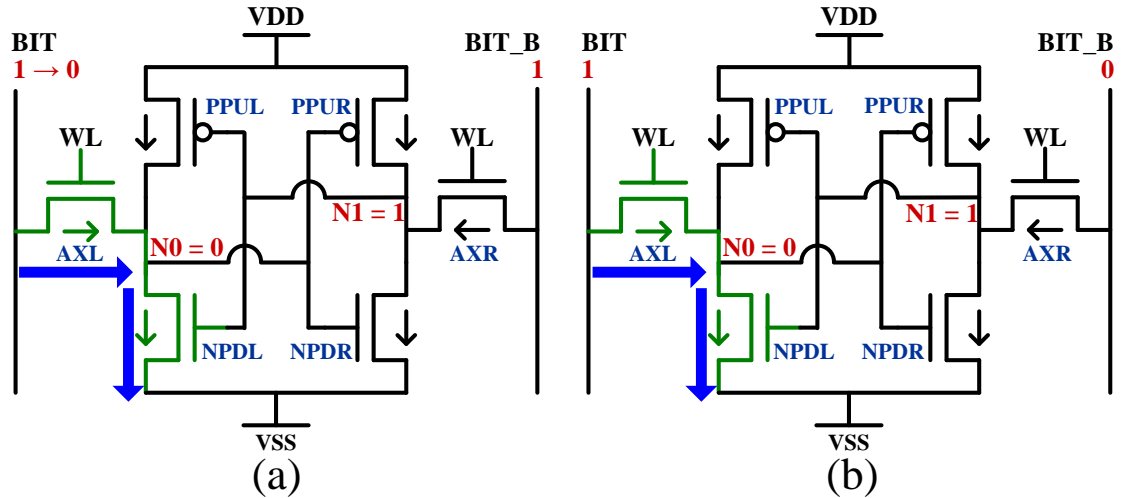 VDD
BIT
BIT_B
1 → 0
1
PPUL
PPUR
WL
WL
N1 = 1
N0 = 0
AXL
AXR
NPDL
NPDR
VSS
(a)
VDD
BIT
BIT_B
1
0
PPUL
PPUR
WL
WL
N1 = 1
N0 = 0
AXL
AXR
NPDL
NPDR
VSS
(b)